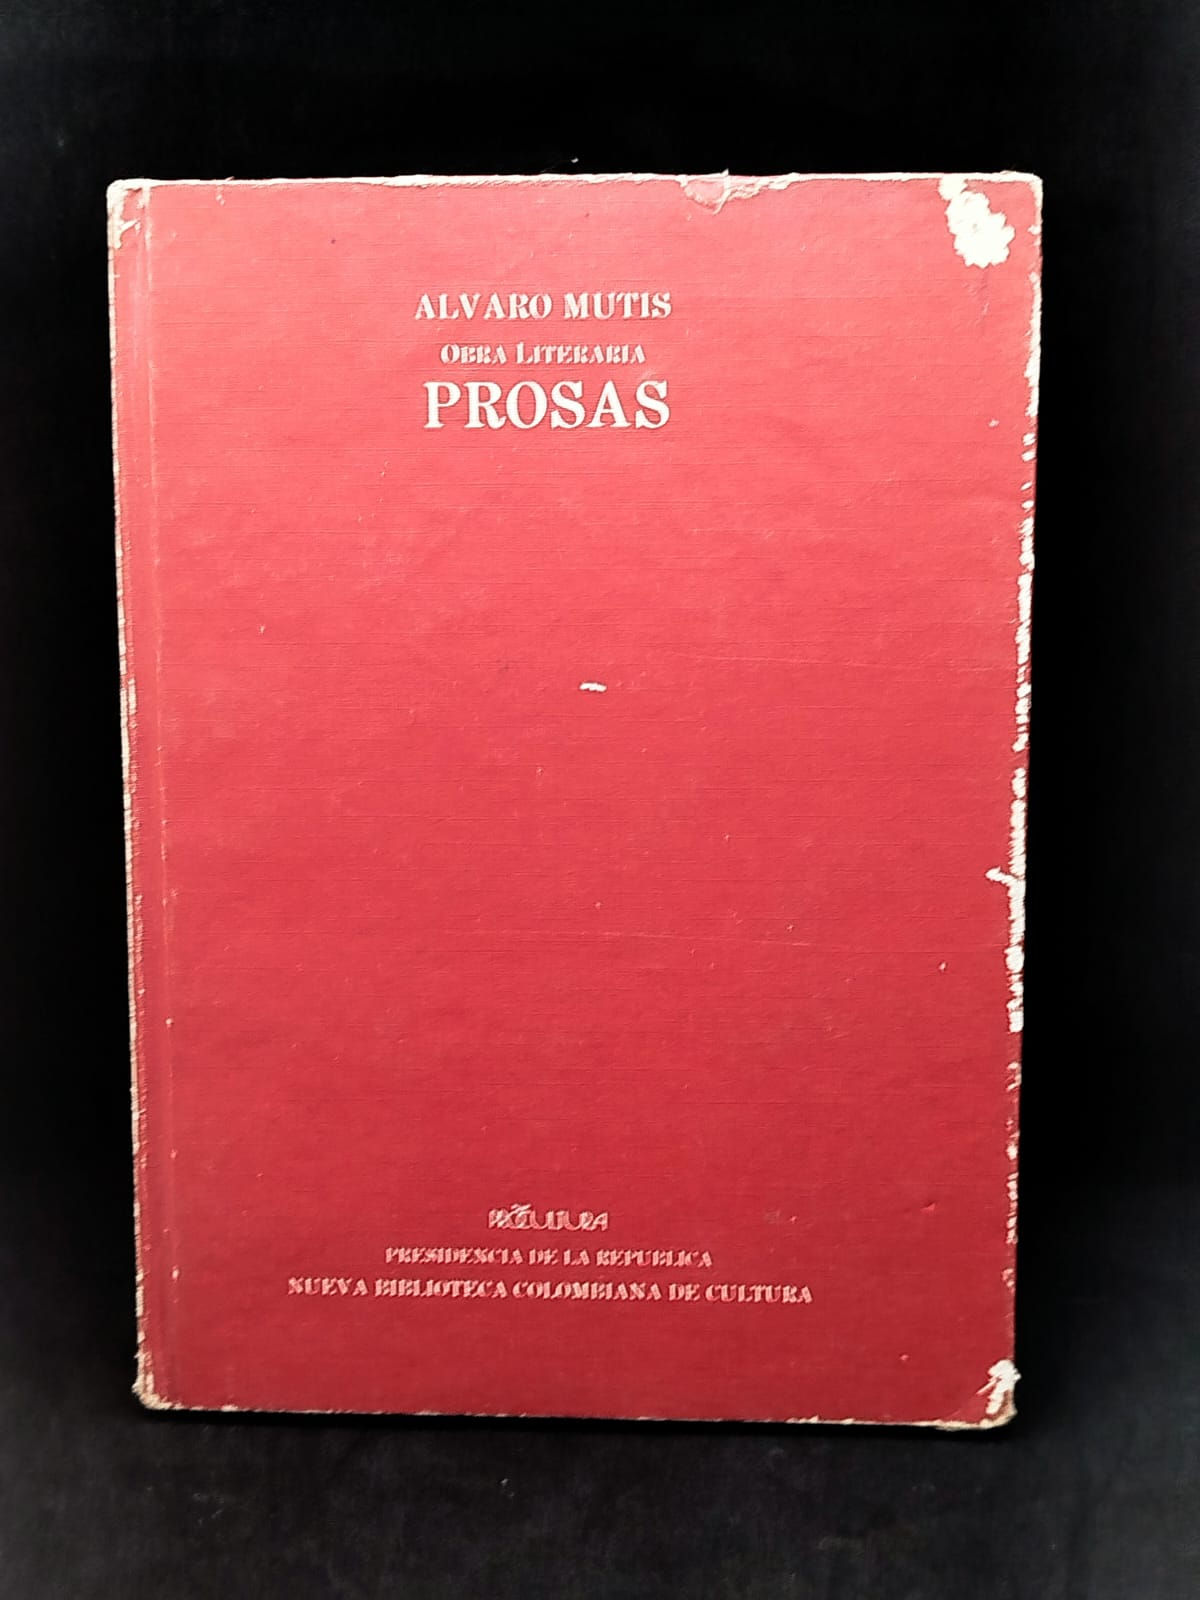 ALVARO MUTIS
OBRA LITERARIA
PROSAS
PROCULTURA
PRESIDENCIA DE LA REPUBLICA
NUEVA BIBLIOTECA COLOMBIANA DE CULTURA